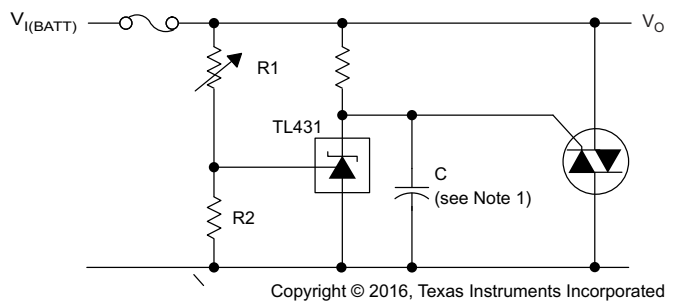 V_I(BATT)
V_O
R1
TL431
C
(see Note 1)
R2
Copyright © 2016, Texas Instruments Incorporated